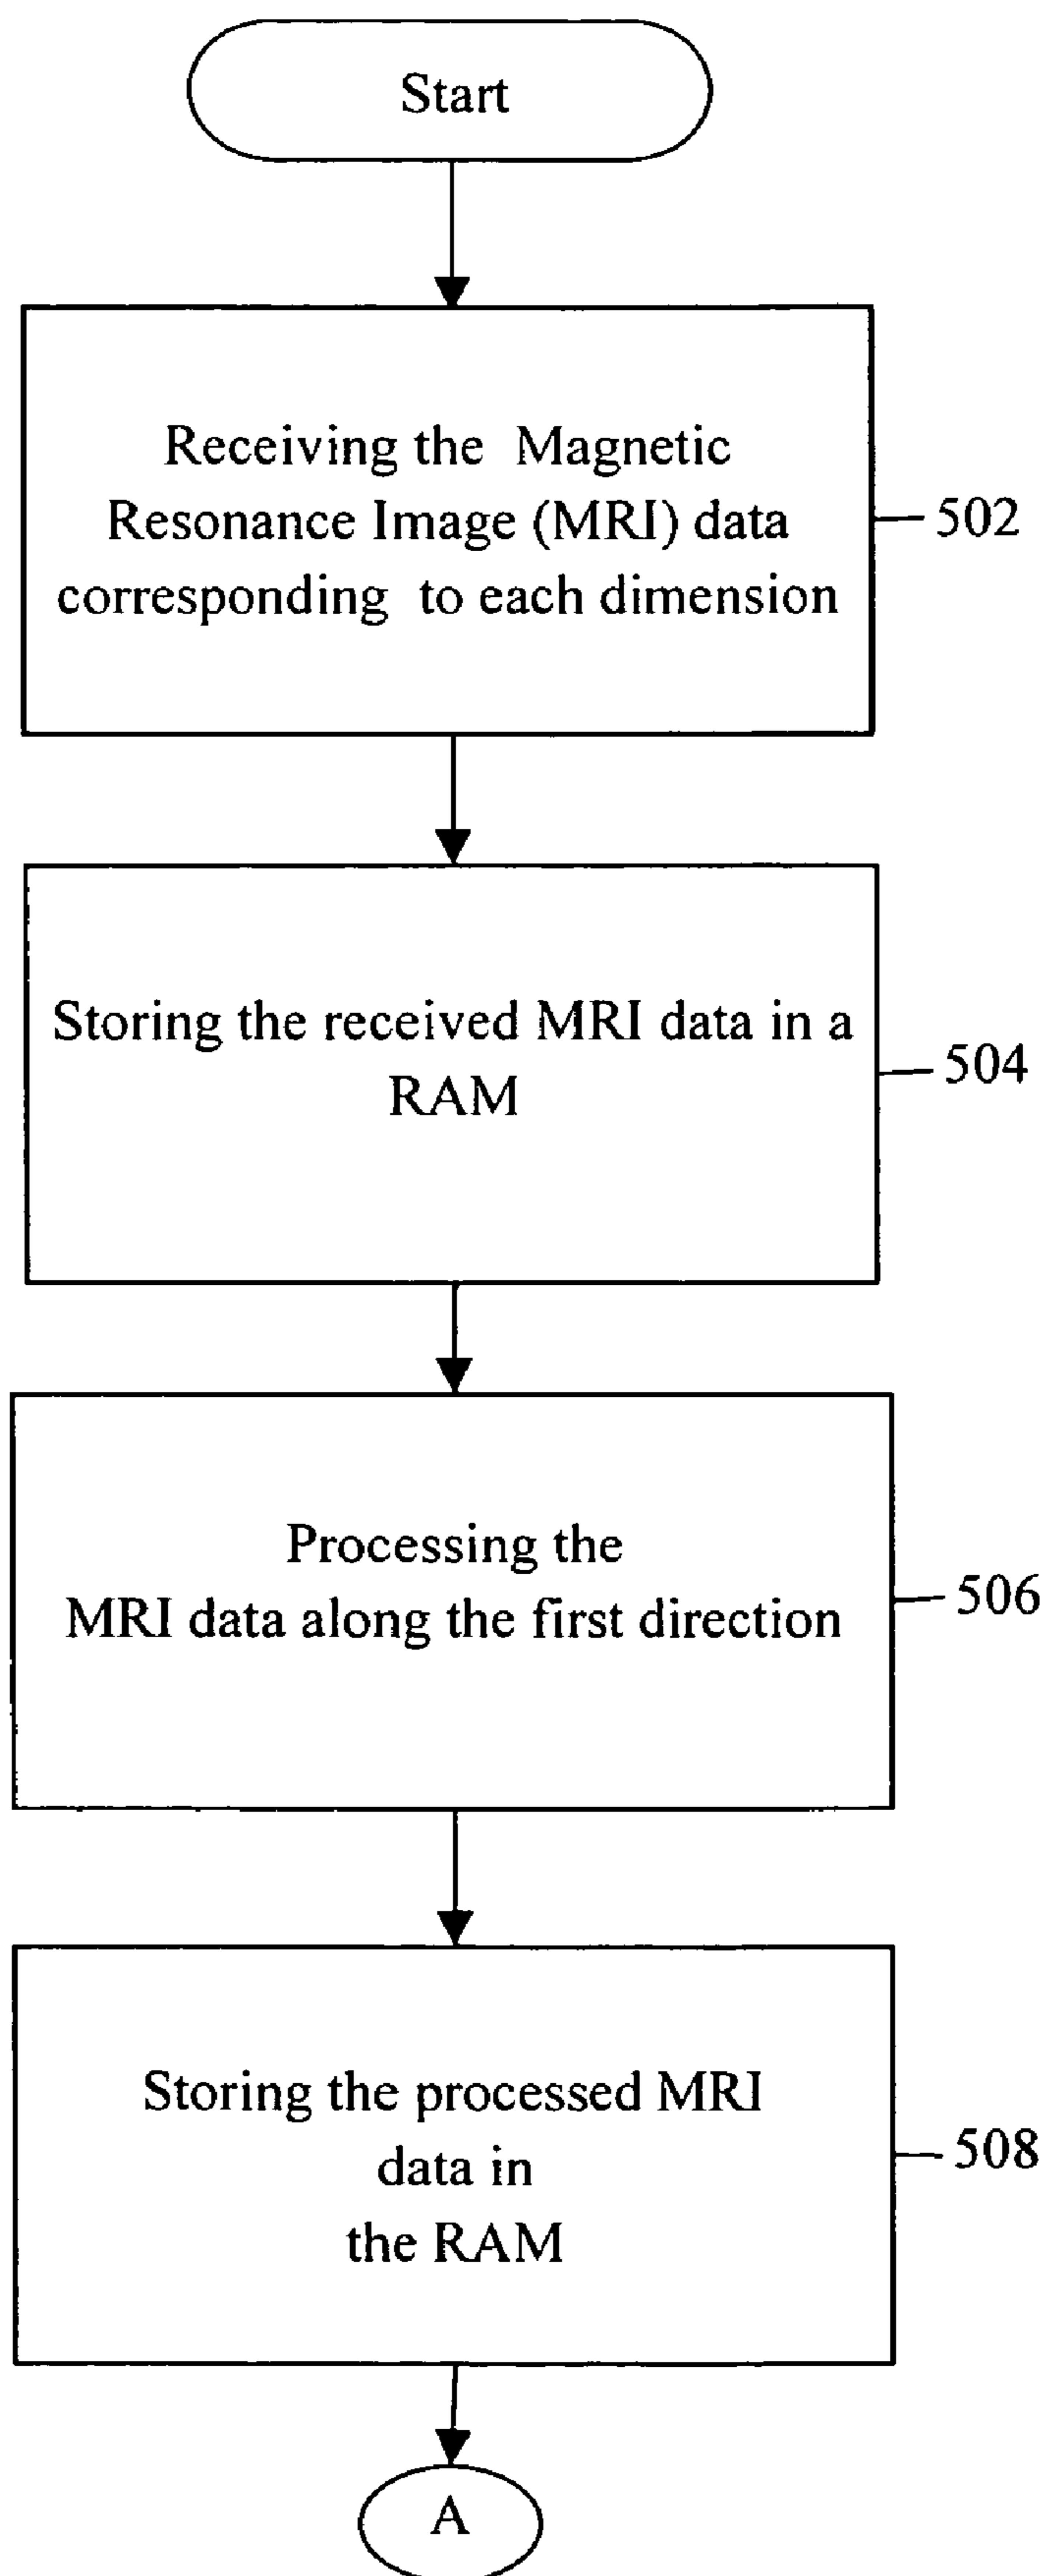 Start
Receiving the Magnetic
Resonance Image (MRI) data
corresponding to each dimension
502
Storing the received MRI data in a
RAM
504
Processing the
MRI data along the first direction
506
Storing the processed MRI
data in
the RAM
508
A